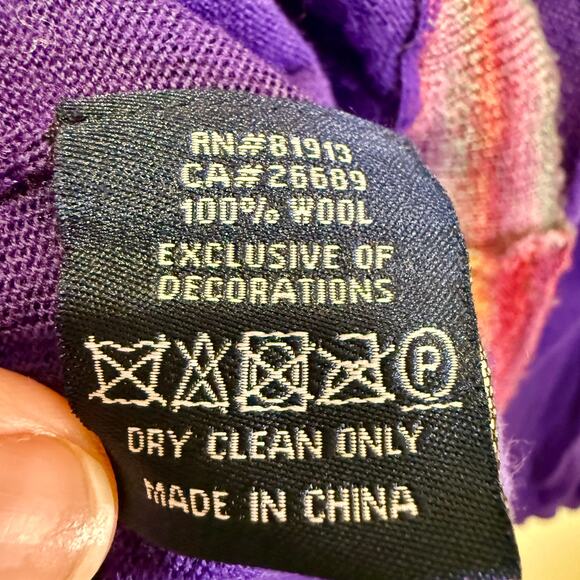 RN#81913
CA#26689
100% WOOL
EXCLUSIVE OF
DECORATIONS
P
DRY CLEAN ONLY
MADE IN CHINA